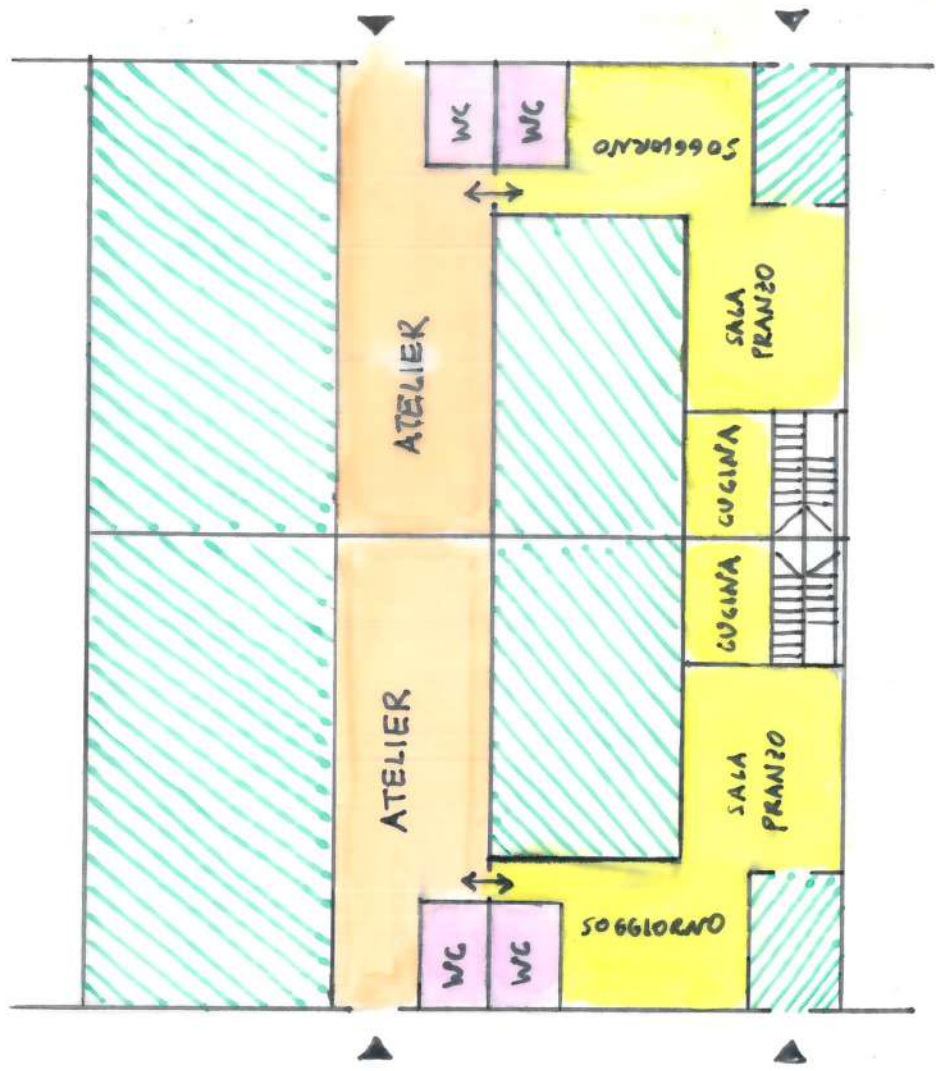 WC
WC
SOGGIORNO
SALA
PRANZO
ATELIER
CUCINA
CUCINA
ATELIER
SALA
PRANZO
SOGGIORNO
WC
WC